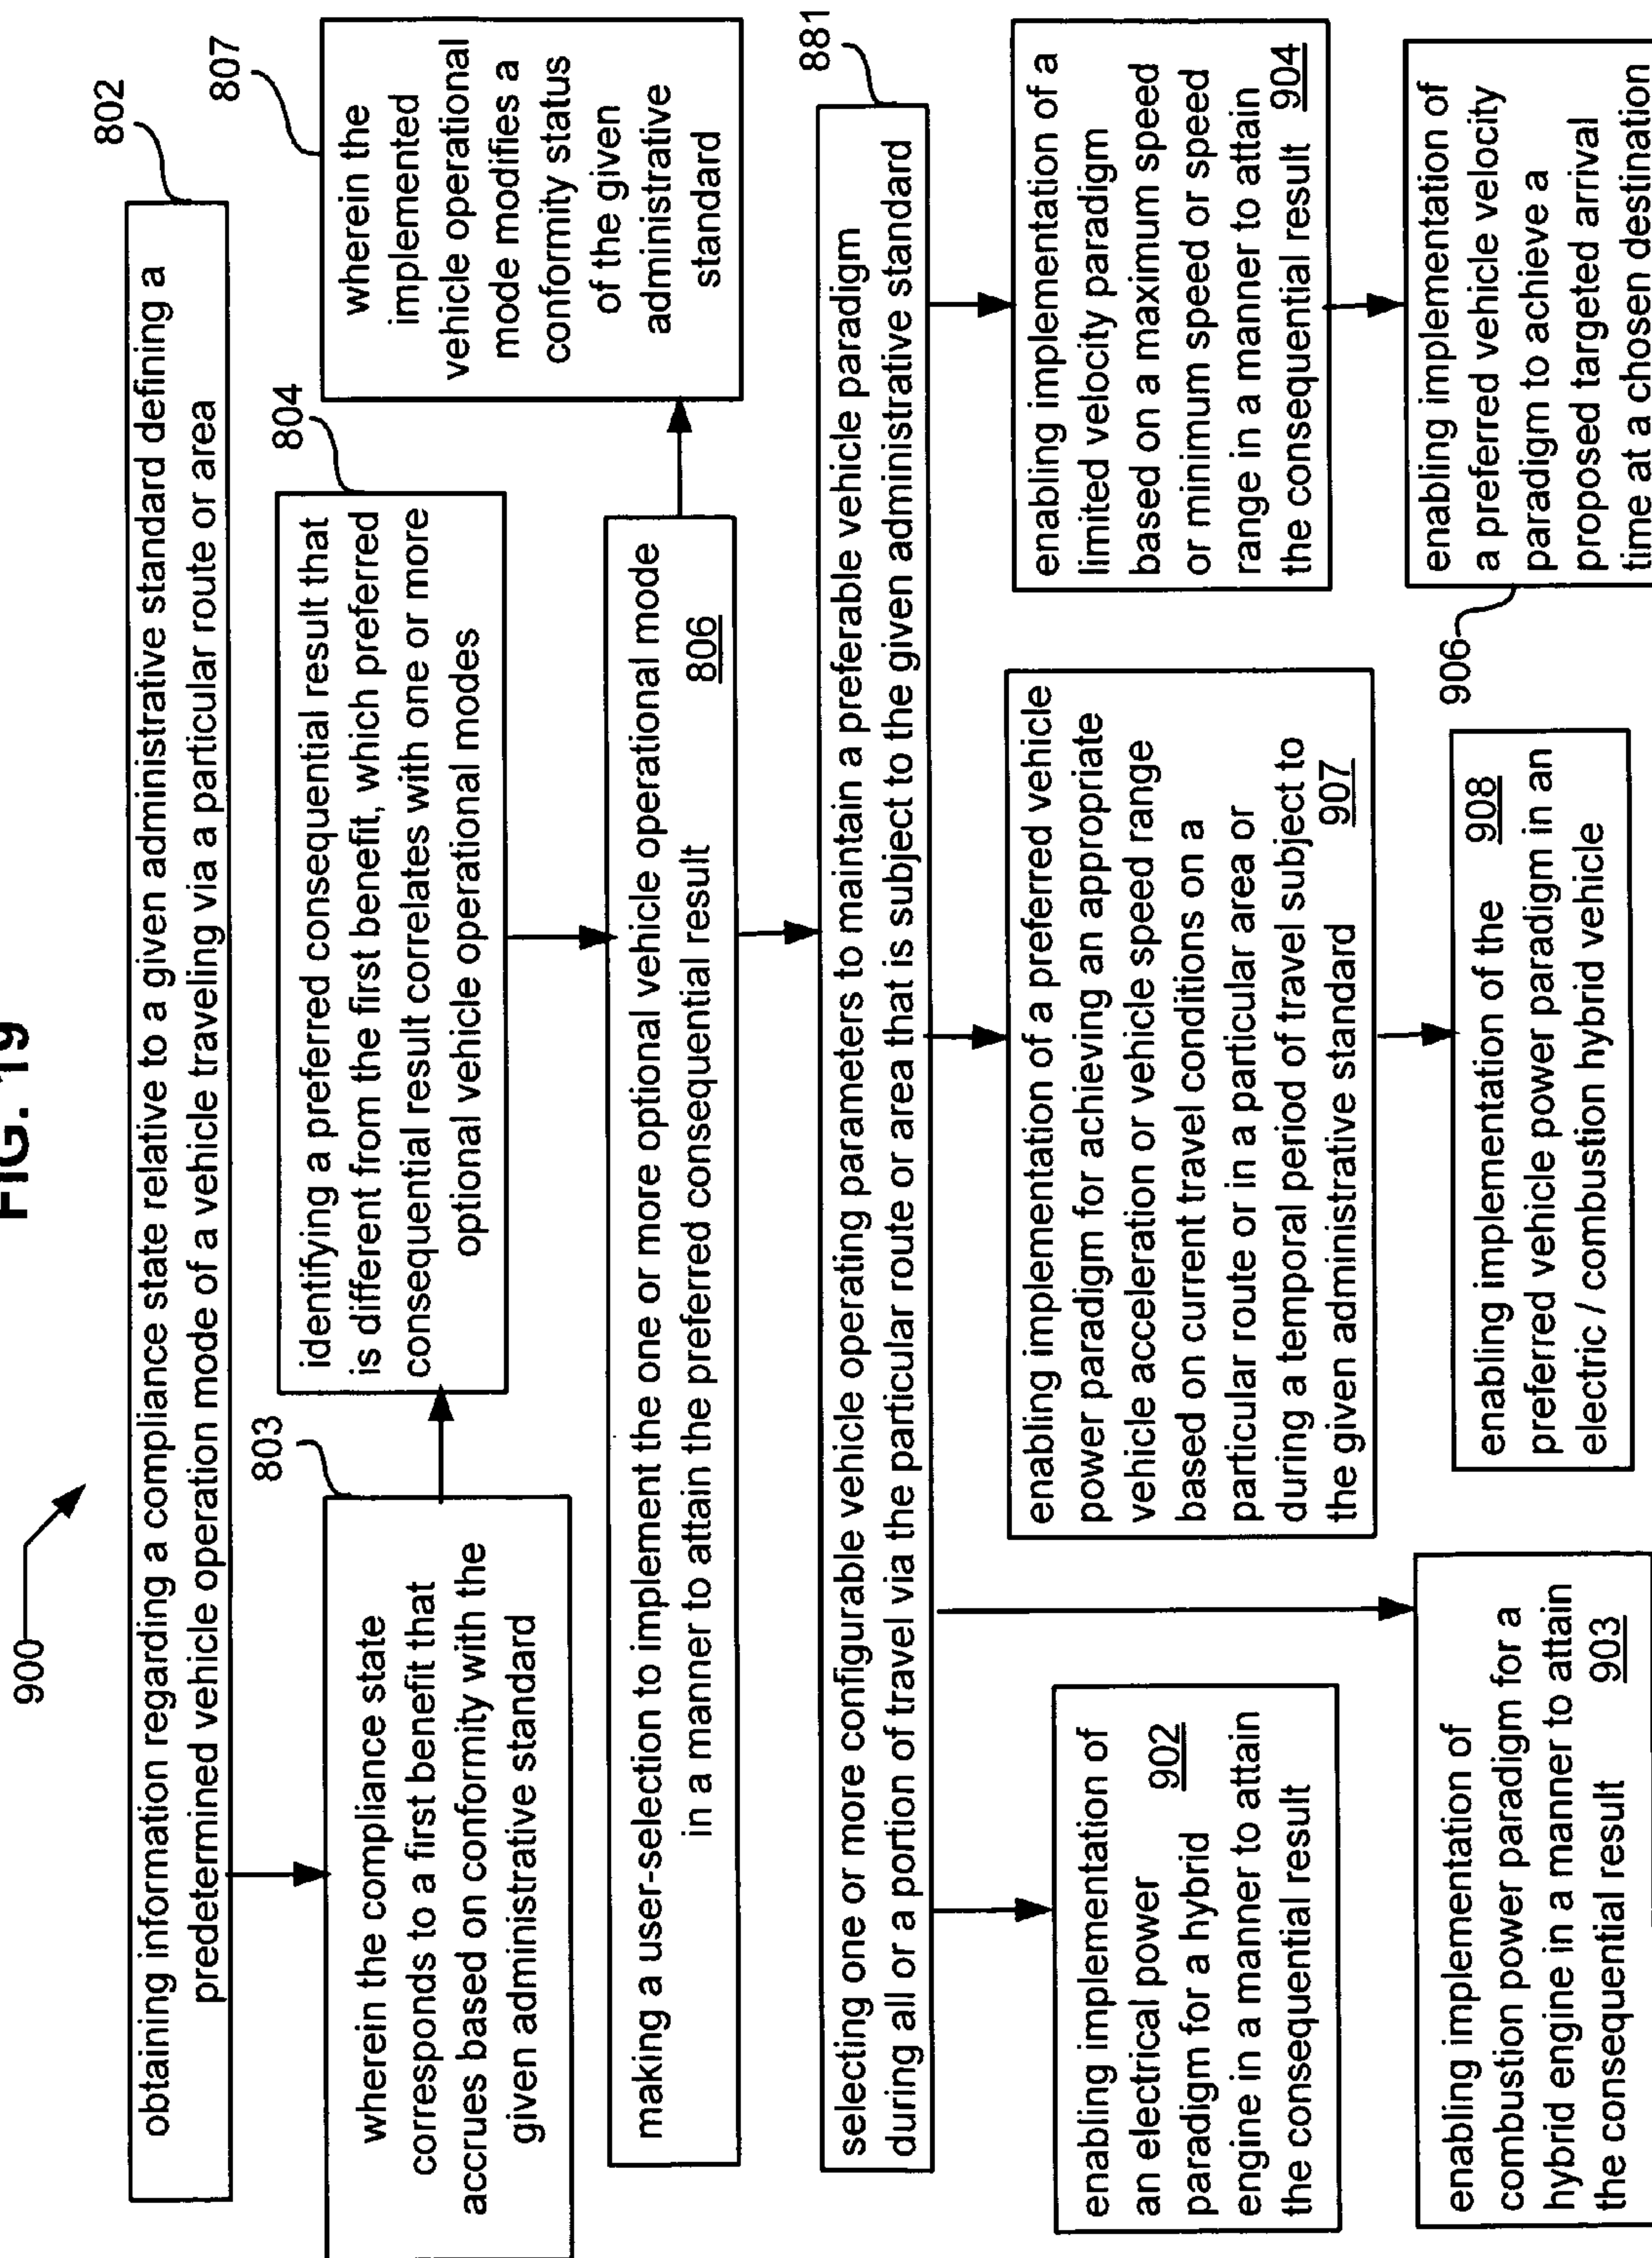 FIG. 19
900
802
obtaining information regarding a compliance state relative to a given administrative standard defining a
predetermined vehicle operation mode of a vehicle traveling via a particular route or area
803
wherein the compliance state
corresponds to a first benefit that
accrues based on conformity with the
given administrative standard
804
identifying a preferred consequential result that
is different from the first benefit, which preferred
consequential result correlates with one or more
optional vehicle operational modes
807
wherein the
implemented
vehicle operational
mode modifies a
conformity status
of the given
administrative
standard
making a user-selection to implement the one or more optional vehicle operational mode
in a manner to attain the preferred consequential result 806
881
selecting one or more configurable vehicle operating parameters to maintain a preferable vehicle paradigm
during all or a portion of travel via the particular route or area that is subject to the given administrative standard
enabling implementation of
an electrical power 902
paradigm for a hybrid
engine in a manner to attain
the consequential result
enabling implementation of
combustion power paradigm for a
hybrid engine in a manner to attain
the consequential result 903
enabling implementation of a preferred vehicle
power paradigm for achieving an appropriate
vehicle acceleration or vehicle speed range
based on current travel conditions on a
particular route or in a particular area or
during a temporal period of travel subject to
the given administrative standard 907
enabling implementation of the 908
preferred vehicle power paradigm in an
electric / combustion hybrid vehicle
enabling implementation of a
limited velocity paradigm
based on a maximum speed
or minimum speed or speed
range in a manner to attain
the consequential result 904
906
enabling implementation of
a preferred vehicle velocity
paradigm to achieve a
proposed targeted arrival
time at a chosen destination